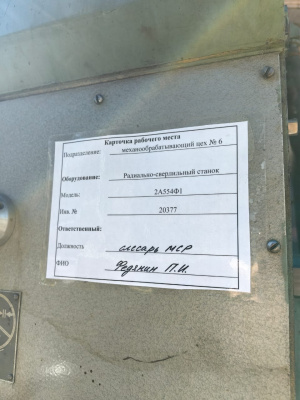 Карточка рабочего места
Подразделение: механообрабатывающий цех № 6
Оборудование: Радиально-сверлильный станок
Модель: 2А554Ф1
Инв. № 20377
Ответственный:
Должность слесарь МСР
ФИО Федянин П.И.